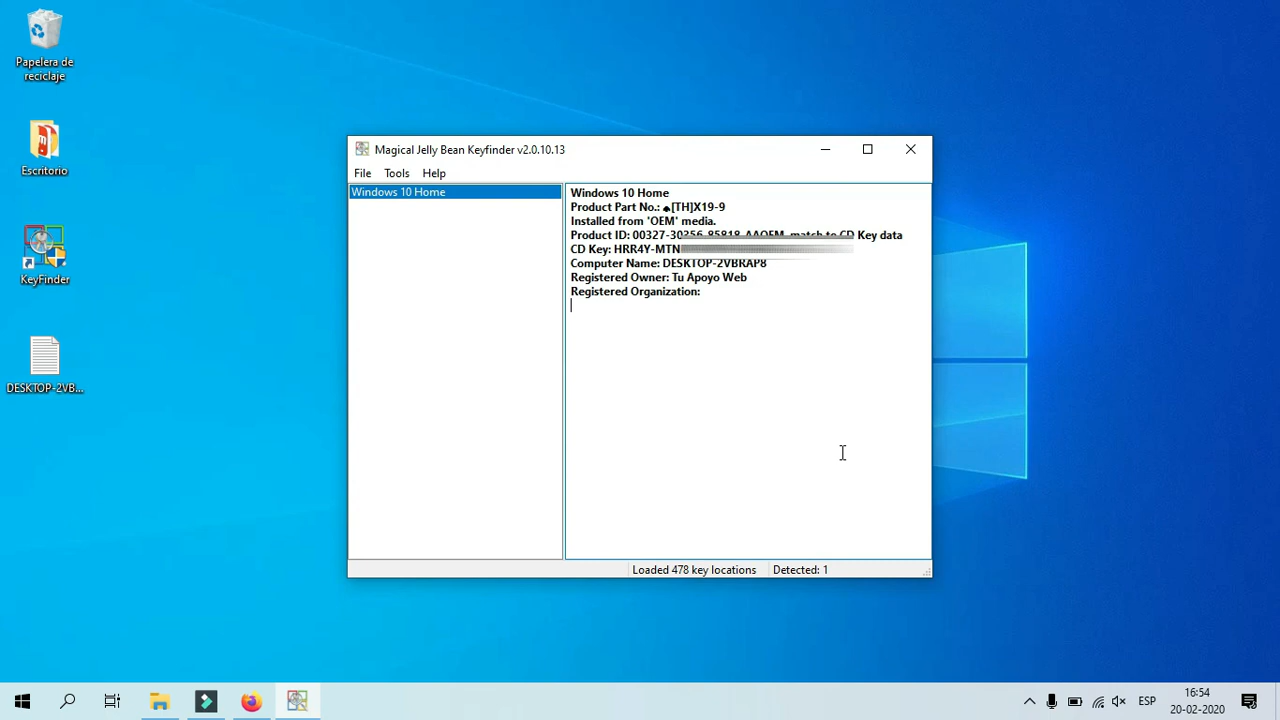 Papelera de
reciclaje
Escritorio
KeyFinder
DESKTOP-2VB...
Magical Jelly Bean Keyfinder v2.0.10.13
File Tools Help
Windows 10 Home
Windows 10 Home
Product Part No.: ♠[TH]X19-9
Installed from 'OEM' media.
Product ID: 00327-30256-85818-AAOEM match to CD Key data
CD Key: HRR4Y-MTN
Computer Name: DESKTOP-2VBRAP8
Registered Owner: Tu Apoyo Web
Registered Organization:
Loaded 478 key locations Detected: 1
ESP
16:54
20-02-2020